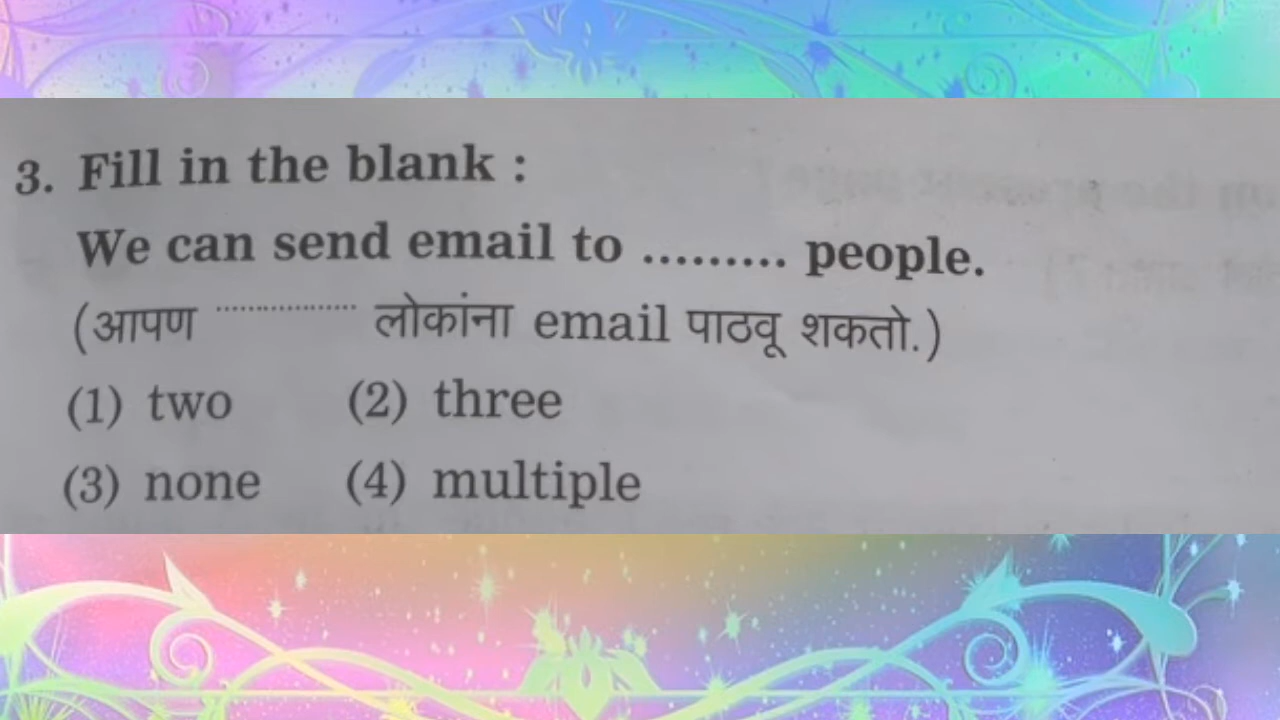 3. Fill in the blank :
We can send email to ......... people.
(आपण ................. लोकांना email पाठवू शकतो.)
(1) two (2) three
(3) none (4) multiple